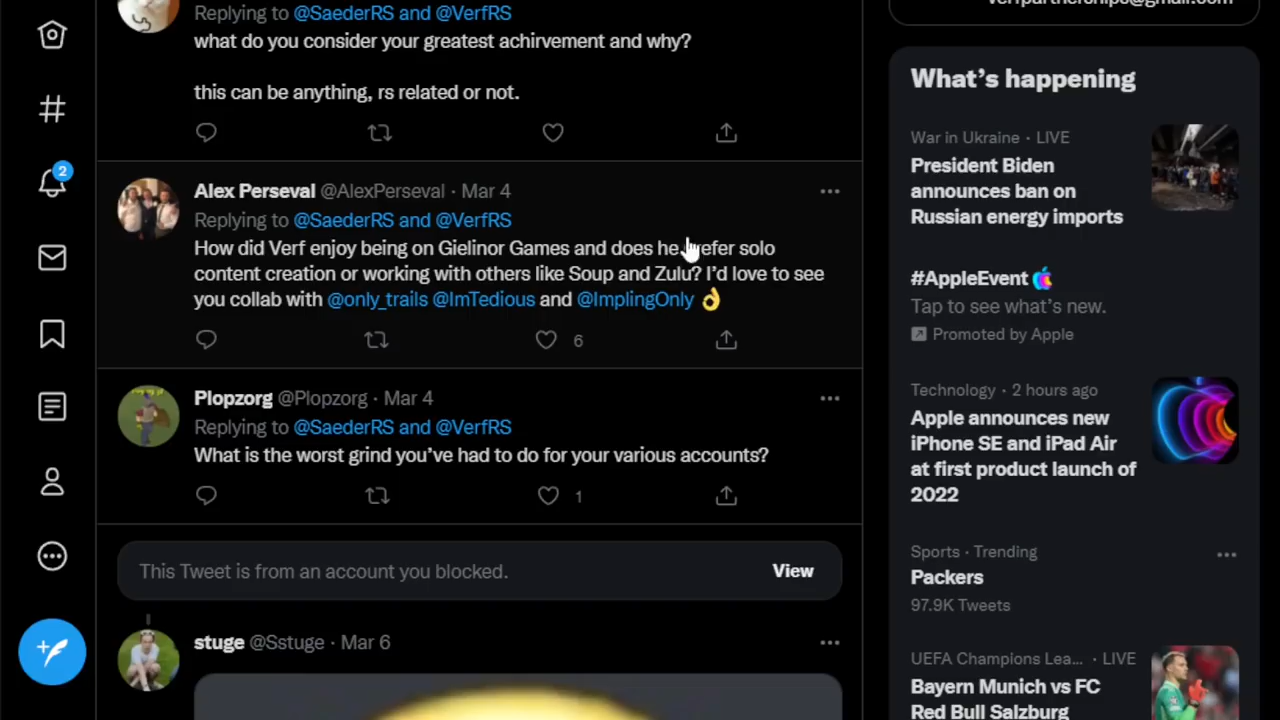 Replying to @SaederRS and @VerfRS
what do you consider your greatest achirvement and why?
this can be anything, rs related or not.
Alex Perseval @AlexPerseval · Mar 4
Replying to @SaederRS and @VerfRS
How did Verf enjoy being on Gielinor Games and does he refer solo
content creation or working with others like Soup and Zulu? I'd love to see
you collab with @only_trails @ImTedious and @ImplingOnly 👌
6
Plopzorg @Plopzorg · Mar 4
Replying to @SaederRS and @VerfRS
What is the worst grind you've had to do for your various accounts?
1
This Tweet is from an account you blocked.
View
stuge @Sstuge · Mar 6
2
verfpartnerships@gmail.com
What's happening
War in Ukraine · LIVE
President Biden
announces ban on
Russian energy imports
#AppleEvent
Tap to see what's new.
Promoted by Apple
Technology · 2 hours ago
Apple announces new
iPhone SE and iPad Air
at first product launch of
2022
Sports · Trending
Packers
97.9K Tweets
UEFA Champions Lea... · LIVE
Bayern Munich vs FC
Red Bull Salzburg